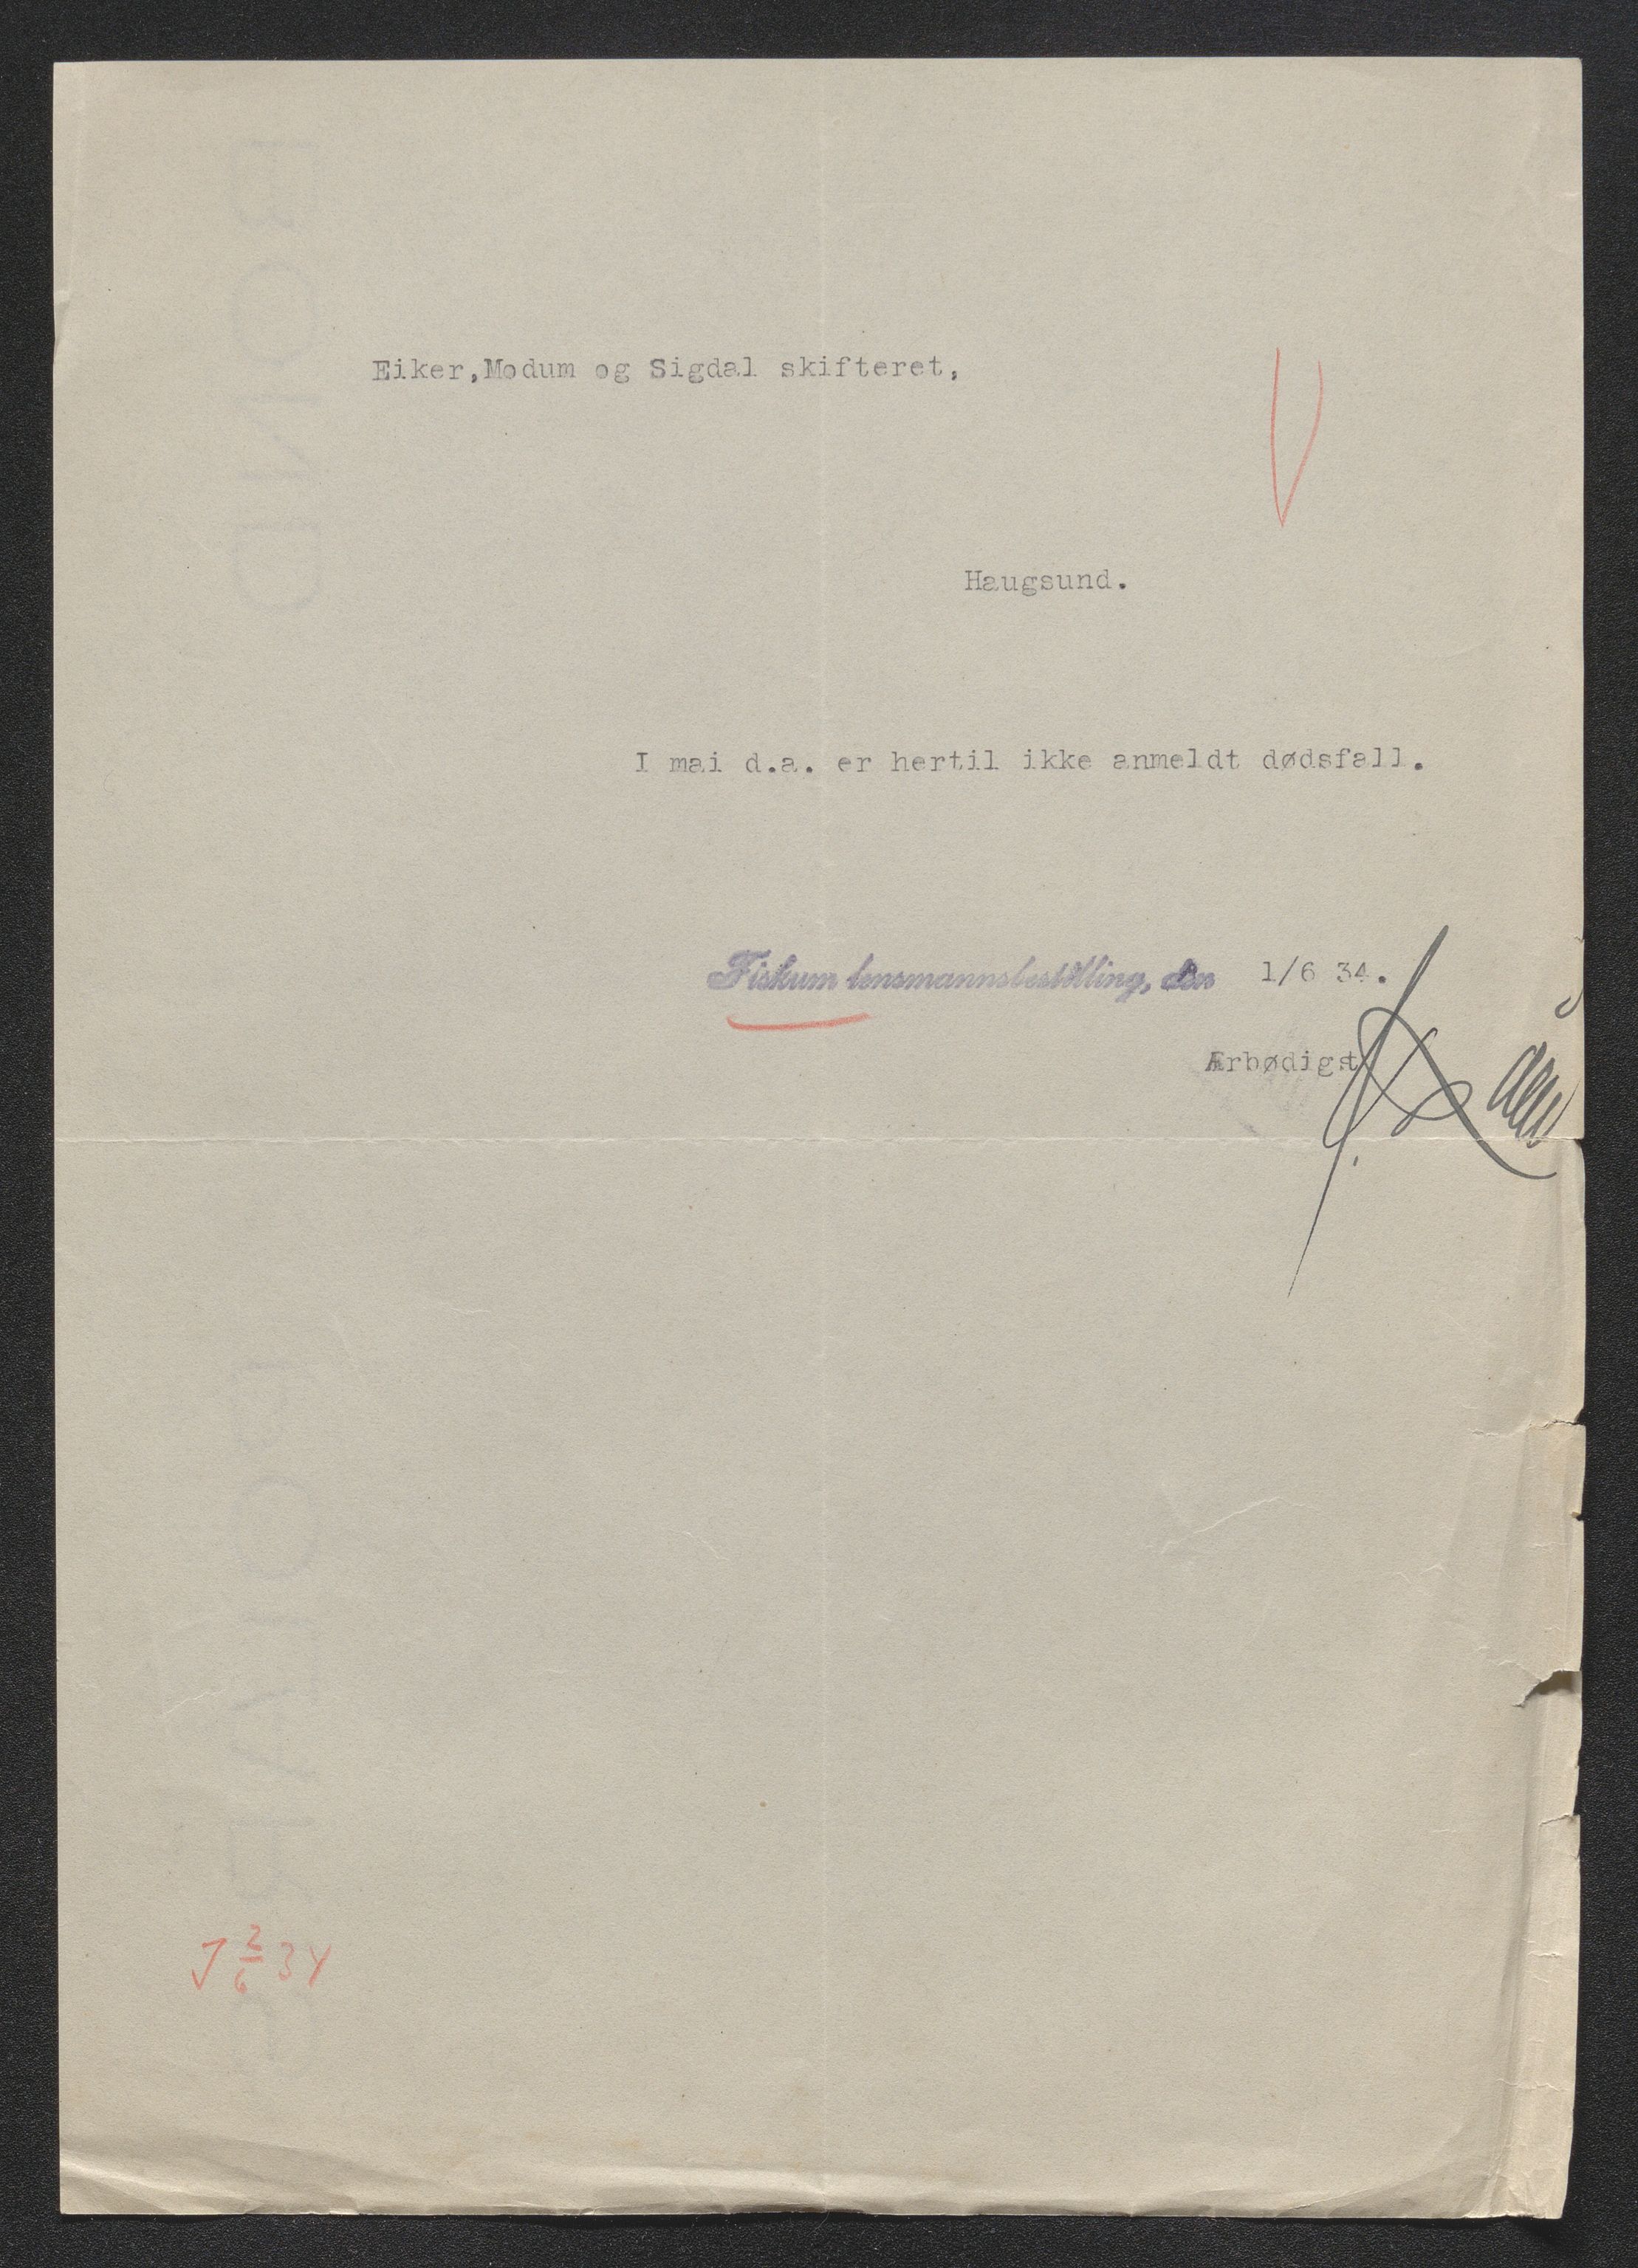 Eiker,Modum og Sigdal skifteret,
Haugsund.
I mai d.a. er hertil ikke anmeldt dødsfall.
Fiskum lensmannsbestilling, den 1/6 34.
Ærbødigst
J 2/6 34